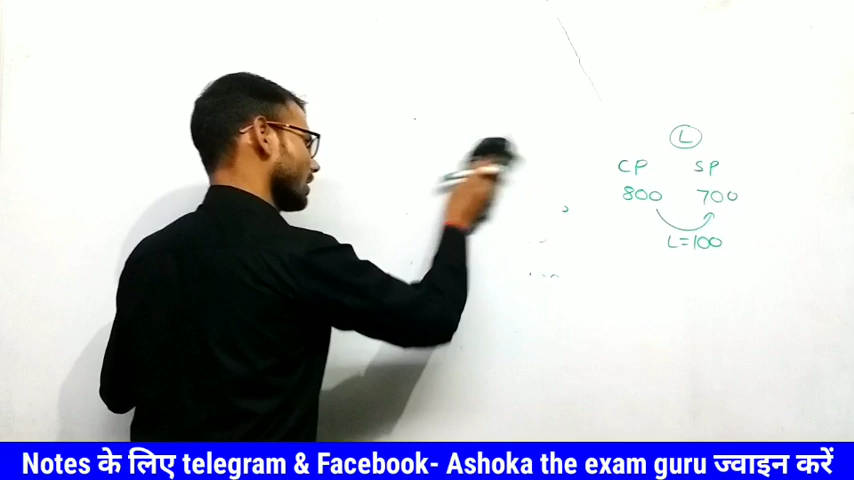 L
CP SP
800 700
L=100
Notes के लिए telegram & Facebook- Ashoka the exam guru ज्वाइन करें